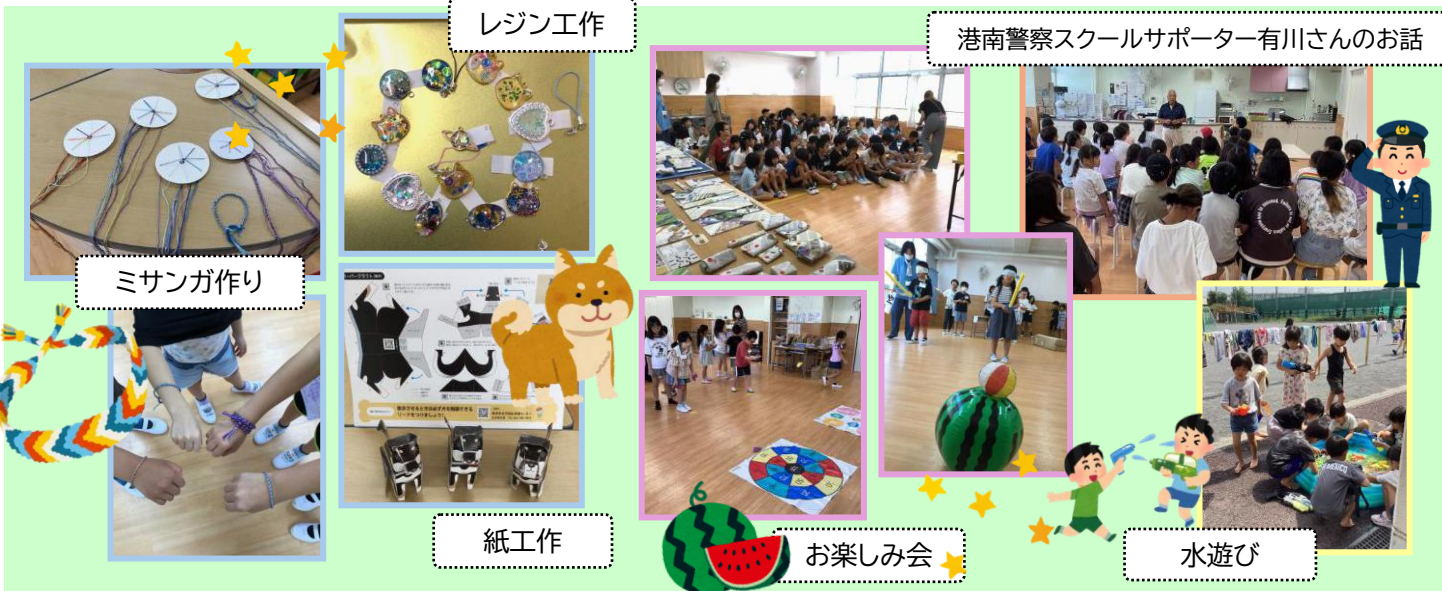 レジン工作
港南警察スクールサポーター有川さんのお話
ミサンガ作り
紙工作
お楽しみ会
水遊び